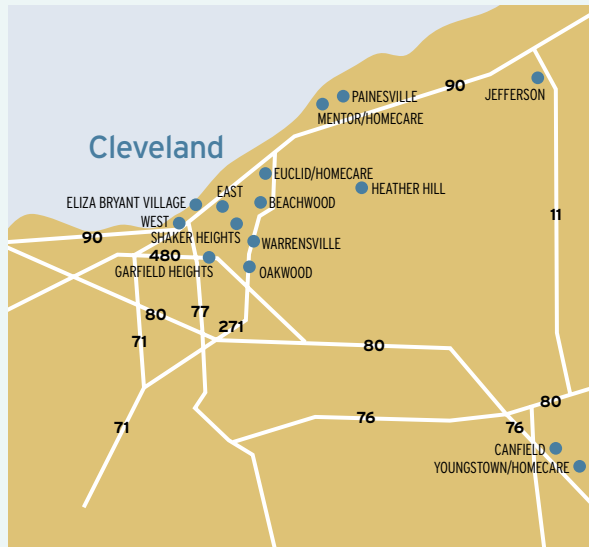 PAINESVILLE
90
JEFFERSON
MENTOR/HOMECARE
Cleveland
EUCLID/HOMECARE
HEATHER HILL
EAST
ELIZA BRYANT VILLAGE
BEACHWOOD
WEST
11
90
SHAKER HEIGHTS
WARRENSVILLE
480
GARFIELD HEIGHTS
OAKWOOD
80
77
271
71
80
80
76
71
76
CANFIELD
YOUNGSTOWN/HOMECARE